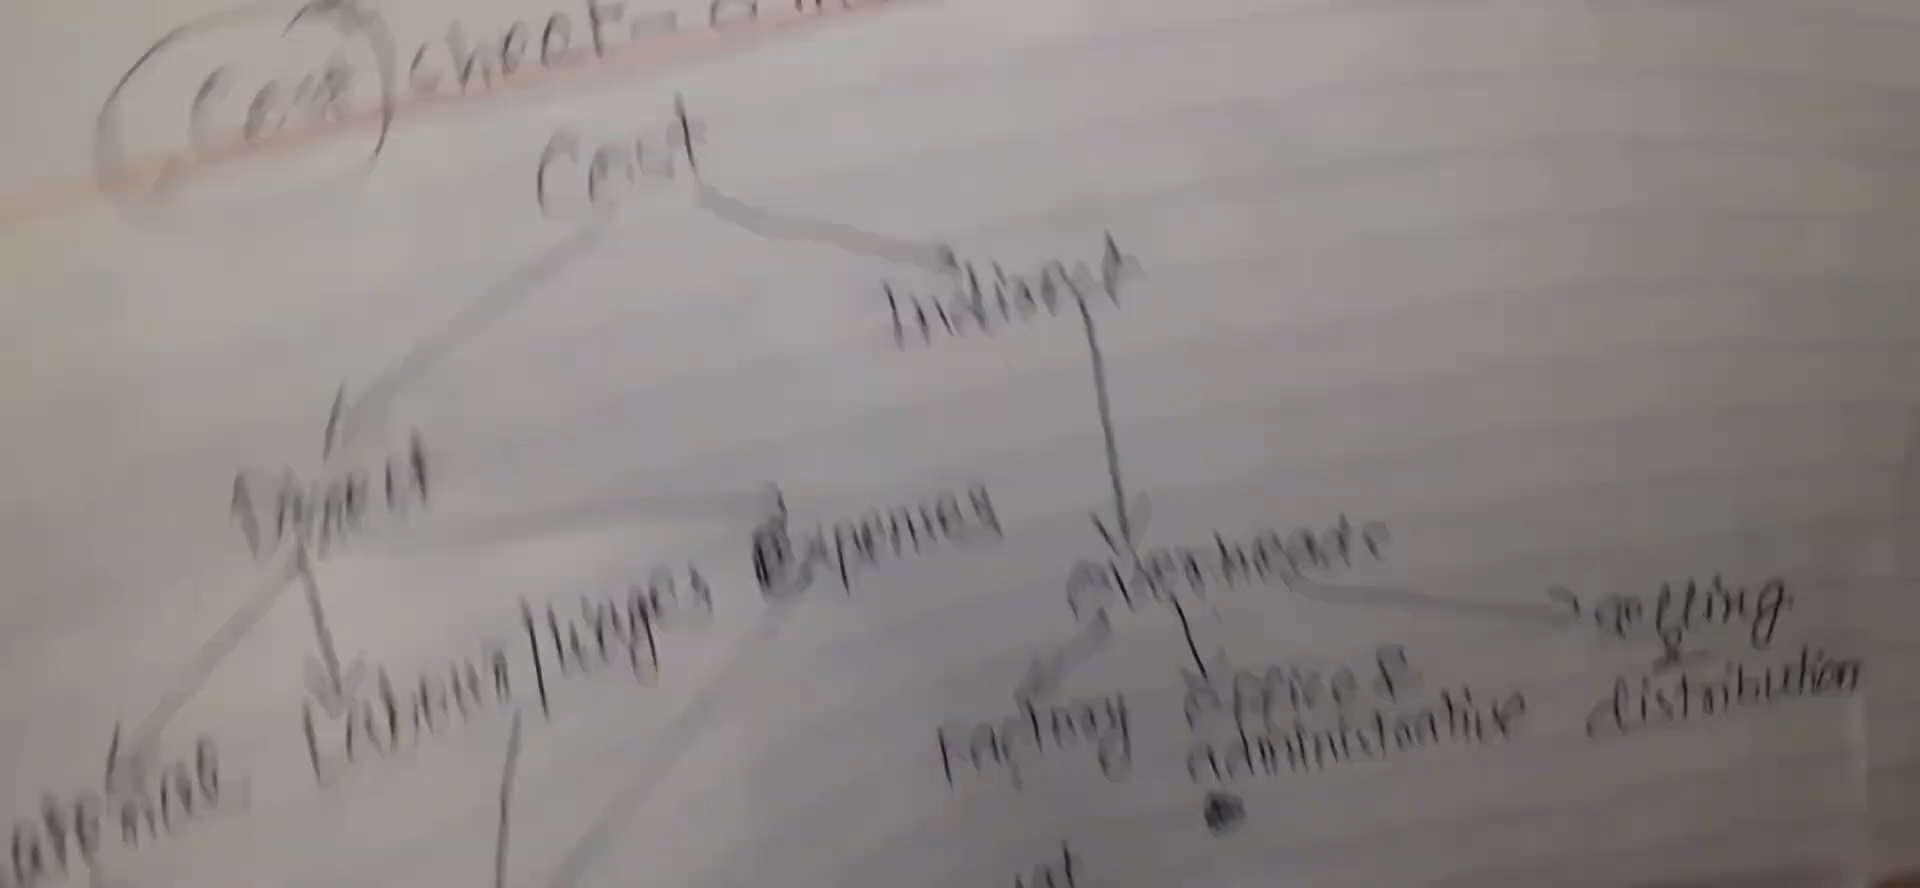 Cost sheet
Cost
Indirect
Direct
Expenses
Labour/Wages
overheads
selling
&
distribution
Factory
office &
administrative